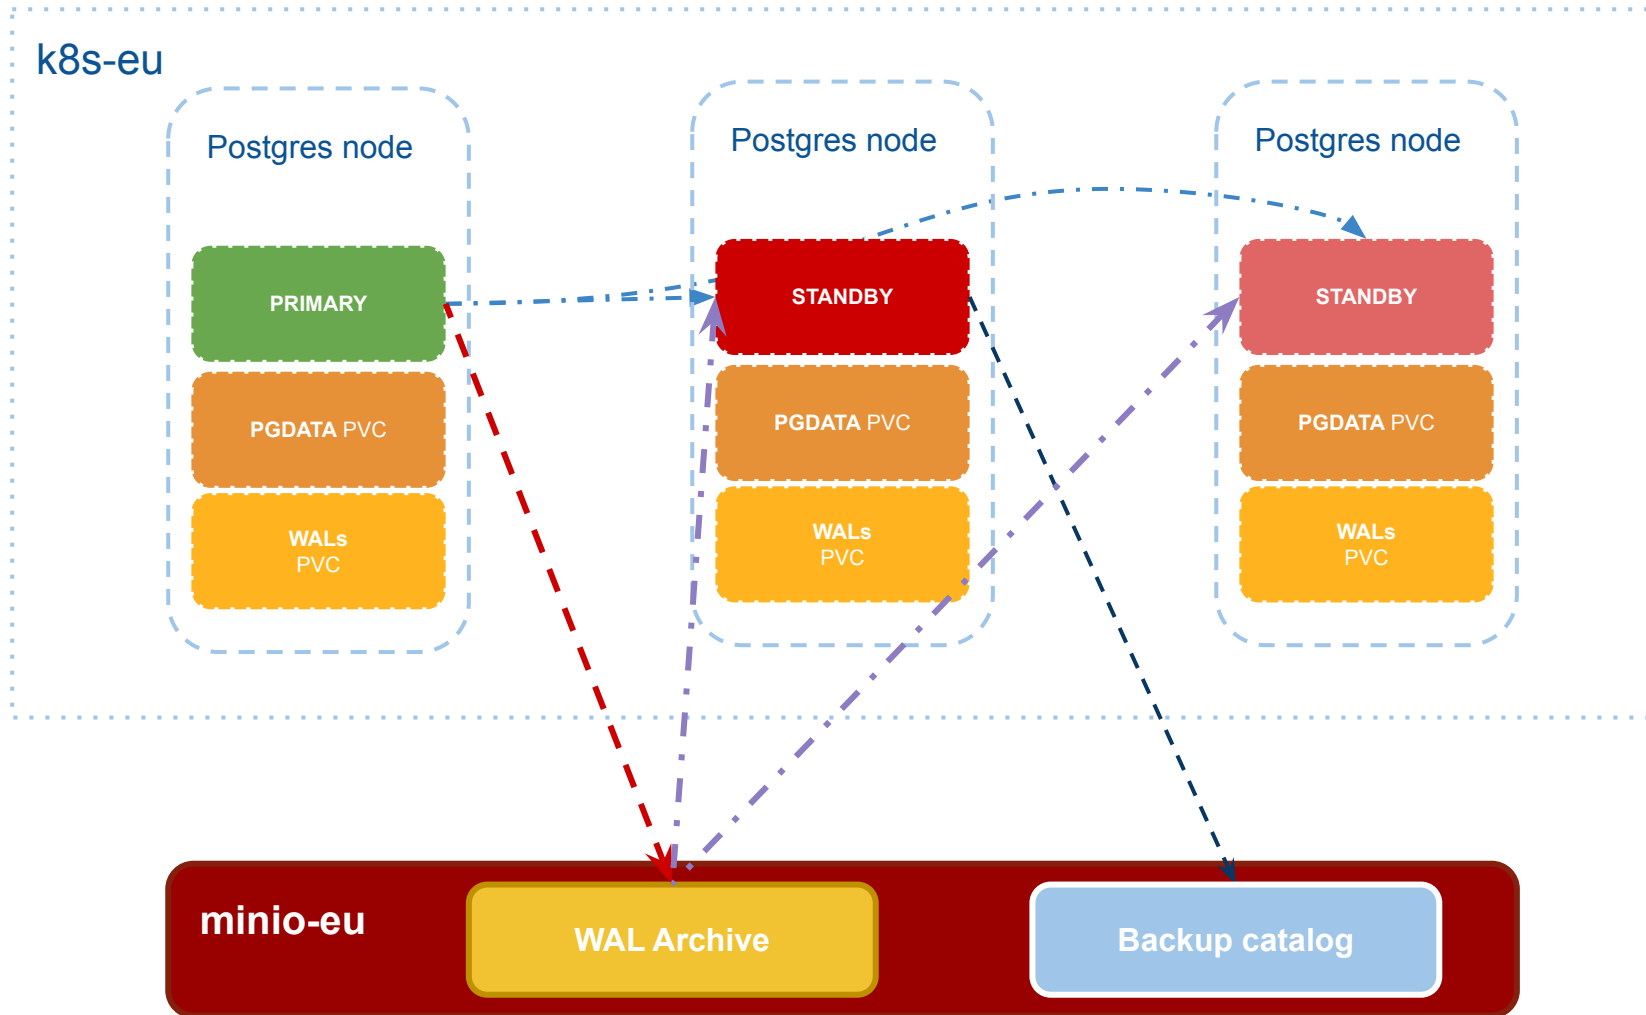 k8s-eu
Postgres node
Postgres node
Postgres node
PRIMARY
STANDBY
STANDBY
PGDATA PVC
PGDATA PVC
PGDATA PVC
WALs
PVC
WALs
PVC
WALs
PVC
minio-eu
WAL Archive
Backup catalog